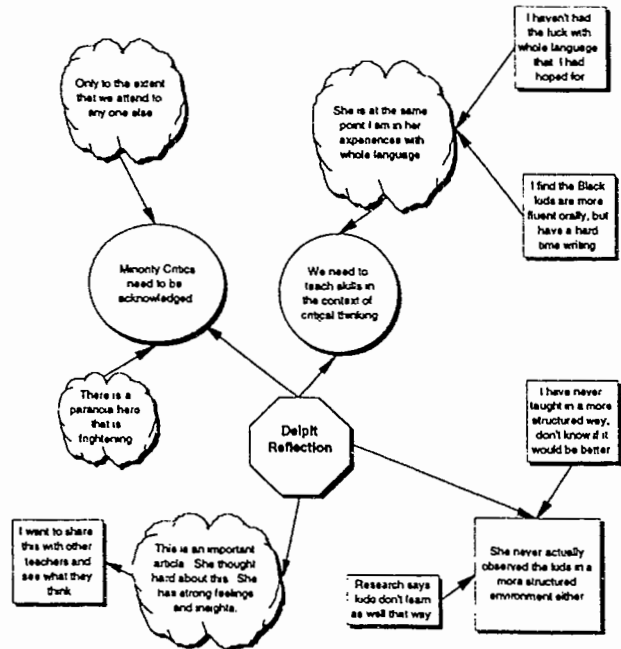 I haven't had
the luck with
whole language
that I had
hoped for
Only to the extent
that we attend to
any one else
She is at the same
point I am in her
experiences with
whole language
I find the Black
kids are more
fluent orally, but
have a hard
time writing
Minority Critics
need to be
acknowledged
We need to
teach skills in
the context of
critical thinking
There is a
paranoia here
that is
frightening
Delpit
Reflection
I have never
taught in a more
structured way,
don't know if it
would be better
I want to share
this with other
teachers and
see what they
think
This is an important
article. She thought
hard about this. She
has strong feelings
and insights.
Research says
kids don't learn
as well that way
She never actually
observed the kids in a
more structured
environment either